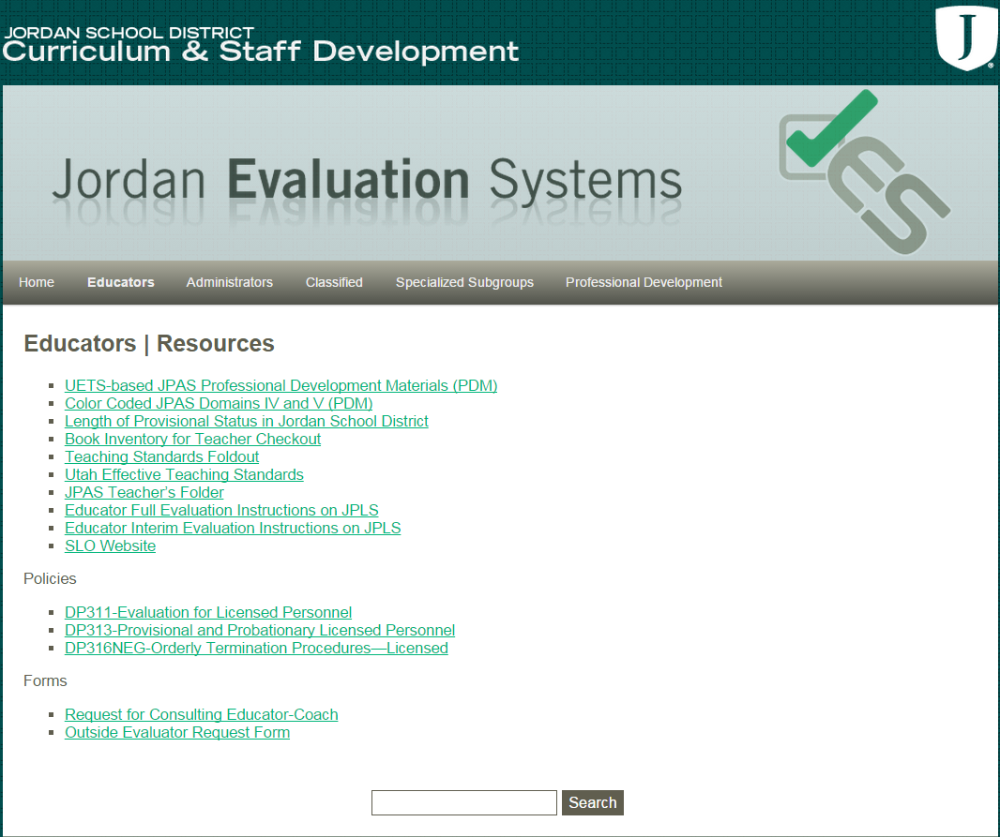 JORDAN SCHOOL DISTRICT
Curriculum & Staff Development
J
®
Jordan Evaluation Systems
ES
Home Educators Administrators Classified Specialized Subgroups Professional Development
Educators | Resources
UETS-based JPAS Professional Development Materials (PDM)
Color Coded JPAS Domains IV and V (PDM)
Length of Provisional Status in Jordan School District
Book Inventory for Teacher Checkout
Teaching Standards Foldout
Utah Effective Teaching Standards
JPAS Teacher’s Folder
Educator Full Evaluation Instructions on JPLS
Educator Interim Evaluation Instructions on JPLS
SLO Website
Policies
DP311-Evaluation for Licensed Personnel
DP313-Provisional and Probationary Licensed Personnel
DP316NEG-Orderly Termination Procedures—Licensed
Forms
Request for Consulting Educator-Coach
Outside Evaluator Request Form
Search